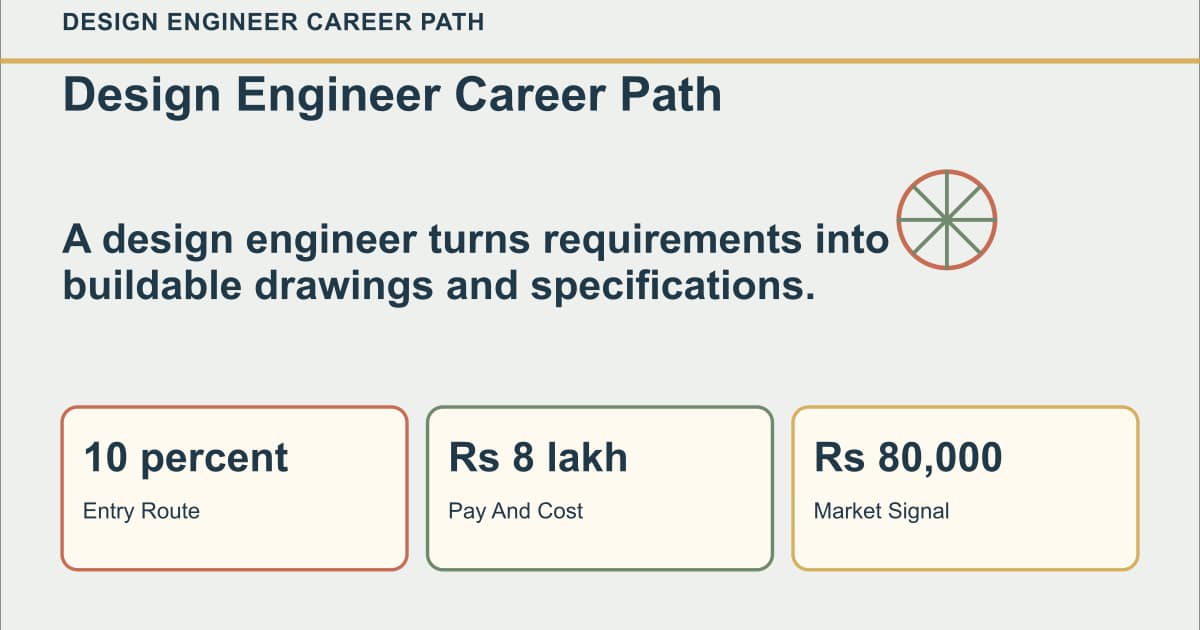 DESIGN ENGINEER CAREER PATH
Design Engineer Career Path
A design engineer turns requirements into
buildable drawings and specifications.
10 percent
Entry Route
Rs 8 lakh
Pay And Cost
Rs 80,000
Market Signal